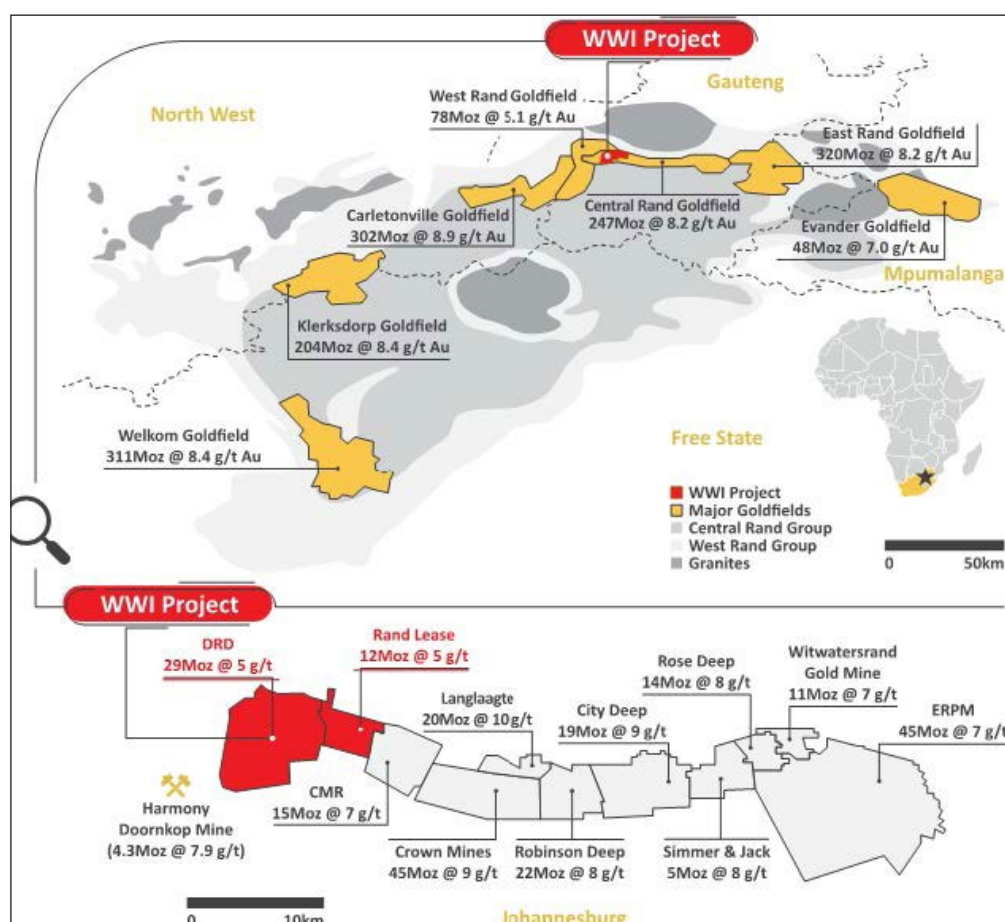 WWI Project
North West
Gauteng
West Rand Goldfield
78Moz @ 5.1 g/t Au
East Rand Goldfield
320Moz @ 8.2 g/t Au
Carletonville Goldfield
302Moz @ 8.9 g/t Au
Central Rand Goldfield
247Moz @ 8.2 g/t Au
Evander Goldfield
48Moz @ 7.0 g/t Au
Mpumalanga
Klerksdorp Goldfield
204Moz @ 8.4 g/t Au
Welkom Goldfield
311Moz @ 8.4 g/t Au
Free State
WWI Project
Major Goldfields
Central Rand Group
West Rand Group
Granites
0 50km
WWI Project
DRD
29Moz @ 5 g/t
Rand Lease
12Moz @ 5 g/t
Langlaagte
20Moz @ 10g/t
City Deep
19Moz @ 9 g/t
Rose Deep
14Moz @ 8 g/t
Witwatersrand
Gold Mine
11Moz @ 7 g/t
ERPM
45Moz @ 7 g/t
Harmony
Doornkop Mine
(4.3Moz @ 7.9 g/t)
CMR
15Moz @ 7 g/t
Crown Mines
45Moz @ 9 g/t
Robinson Deep
22Moz @ 8 g/t
Simmer & Jack
5Moz @ 8 g/t
0 10km
Johannesburg